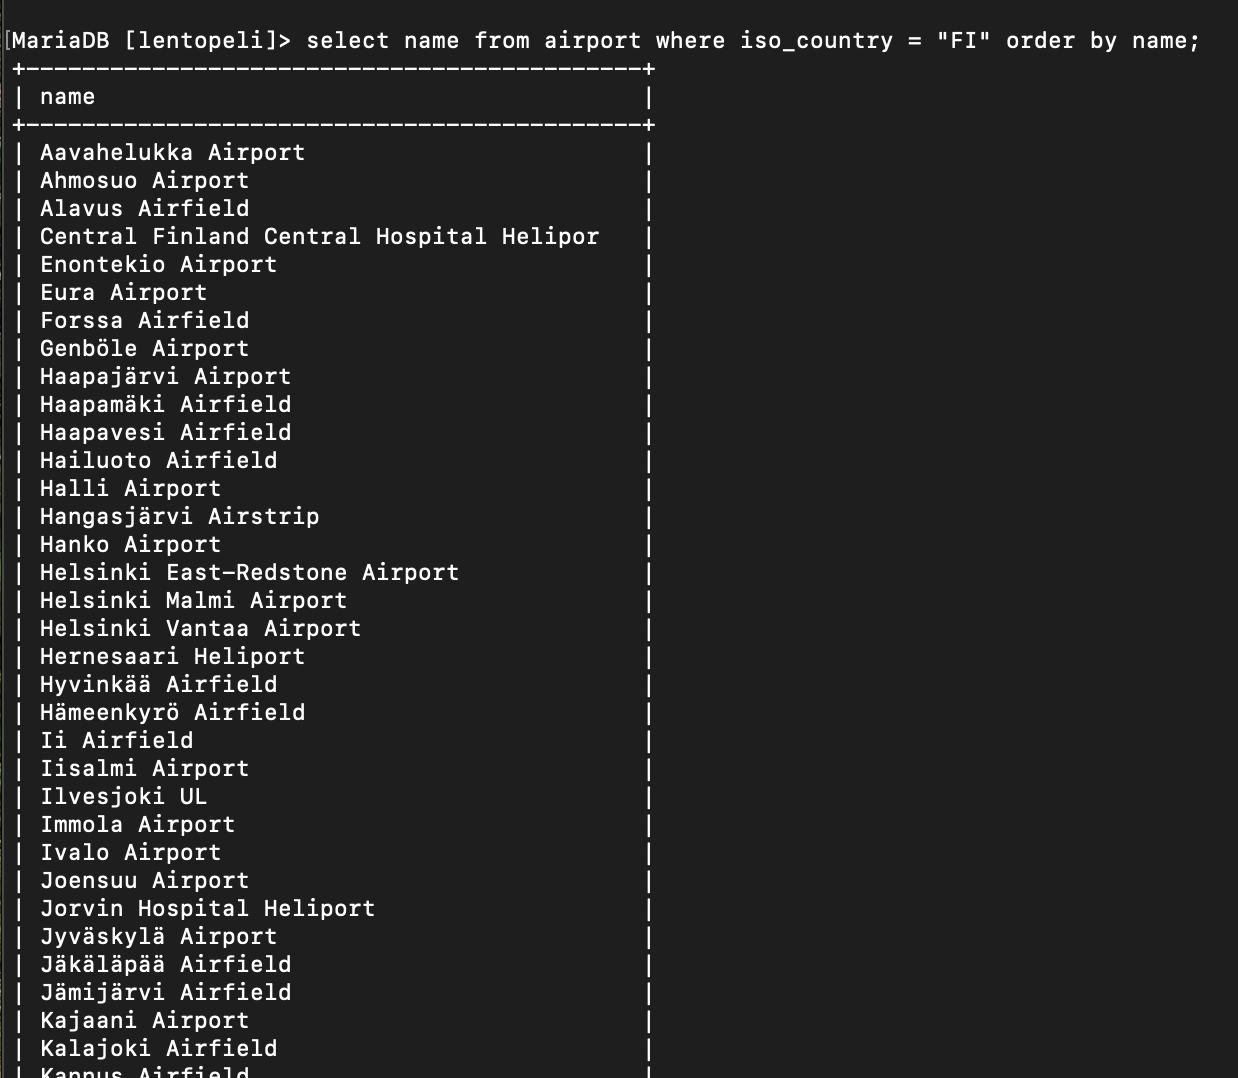 MariaDB [lentopeli]> select name from airport where iso_country = "FI" order by name;
+--------------------------------------------+
| name                                       |
+--------------------------------------------+
| Aavahelukka Airport                        |
| Ahmosuo Airport                            |
| Alavus Airfield                            |
| Central Finland Central Hospital Helipor   |
| Enontekio Airport                          |
| Eura Airport                               |
| Forssa Airfield                            |
| Genböle Airport                            |
| Haapajärvi Airport                         |
| Haapamäki Airfield                         |
| Haapavesi Airfield                         |
| Hailuoto Airfield                          |
| Halli Airport                              |
| Hangasjärvi Airstrip                       |
| Hanko Airport                              |
| Helsinki East-Redstone Airport             |
| Helsinki Malmi Airport                     |
| Helsinki Vantaa Airport                    |
| Hernesaari Heliport                        |
| Hyvinkää Airfield                          |
| Hämeenkyrö Airfield                        |
| Ii Airfield                                |
| Iisalmi Airport                            |
| Ilvesjoki UL                               |
| Immola Airport                             |
| Ivalo Airport                              |
| Joensuu Airport                            |
| Jorvin Hospital Heliport                   |
| Jyväskylä Airport                          |
| Jäkäläpää Airfield                         |
| Jämijärvi Airfield                         |
| Kajaani Airport                            |
| Kalajoki Airfield                          |
| Kannus Airfield                            |